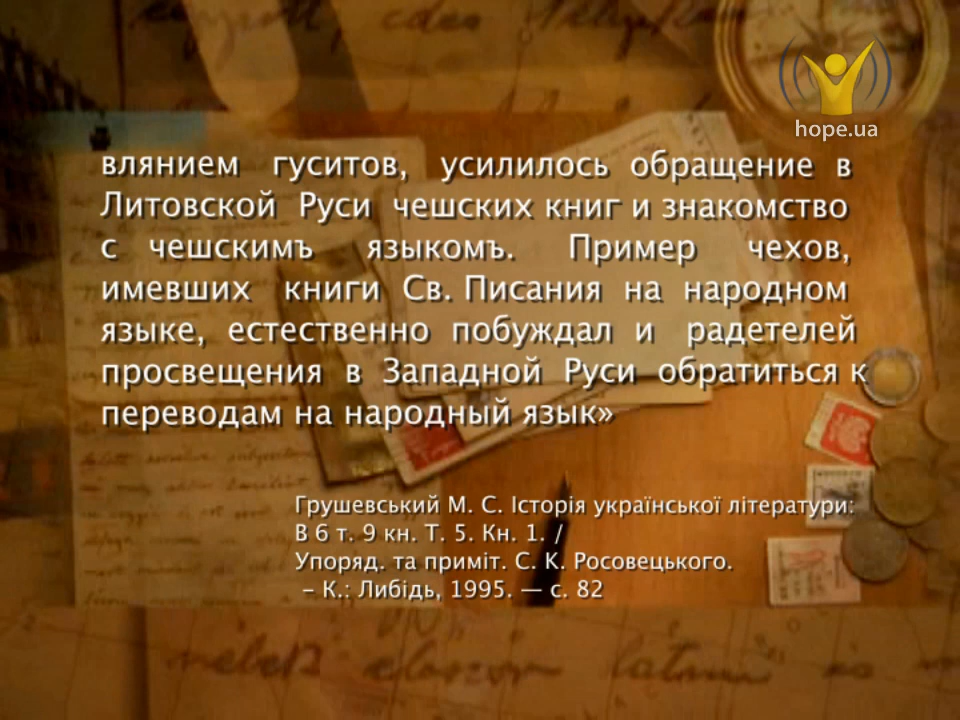 hope.ua
влянием гуситов, усилилось обращение в
Литовской Руси чешских книг и знакомство
с чешскимъ языкомъ. Пример чехов,
имевших книги Св. Писания на народном
языке, естественно побуждал и радетелей
просвещения в Западной Руси обратиться к
переводам на народный язык»
Грушевський М. С. Історія української літератури:
В 6 т. 9 кн. Т. 5. Кн. 1. /
Упоряд. та приміт. С. К. Росовецького.
– К.: Либідь, 1995. — с. 82